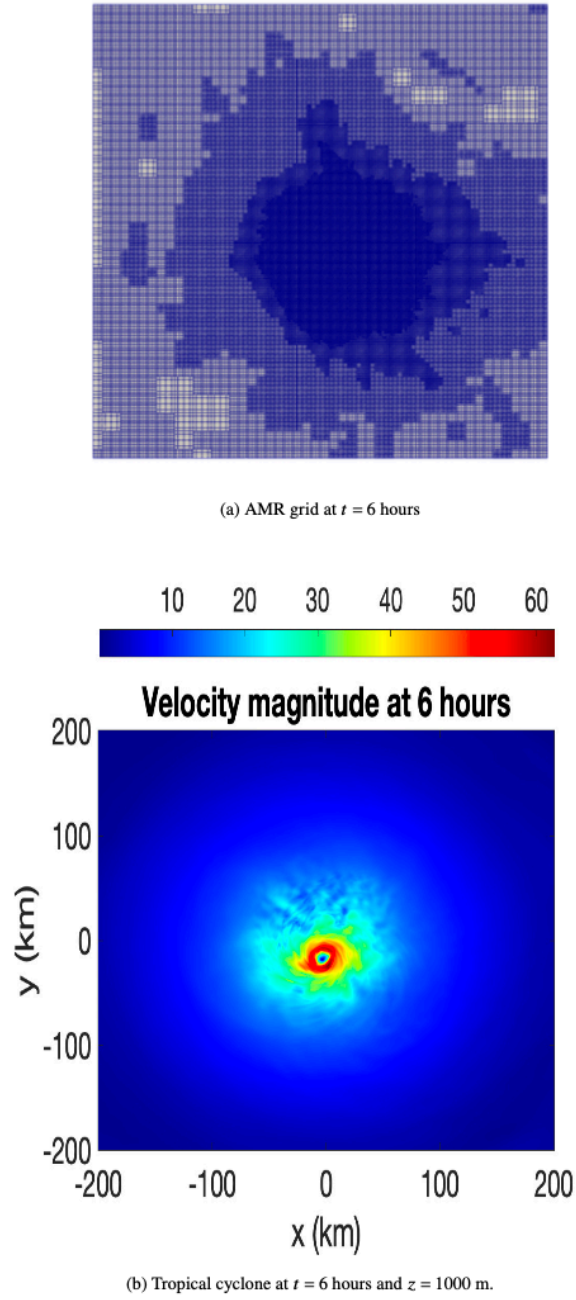 (a) AMR grid at t = 6 hours
10 20 30 40 50 60
Velocity magnitude at 6 hours
200
100
0
-100
-200
y (km)
-200 -100 0 100 200
x (km)
(b) Tropical cyclone at t = 6 hours and z = 1000 m.